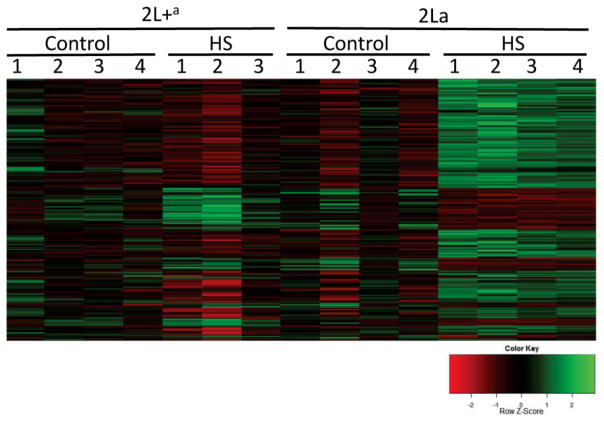 2L+a 2La
Control HS Control HS
1 2 3 4 1 2 3 1 2 3 4 1 2 3 4
Color Key
-2 -1 0 1 2
Row Z-Score